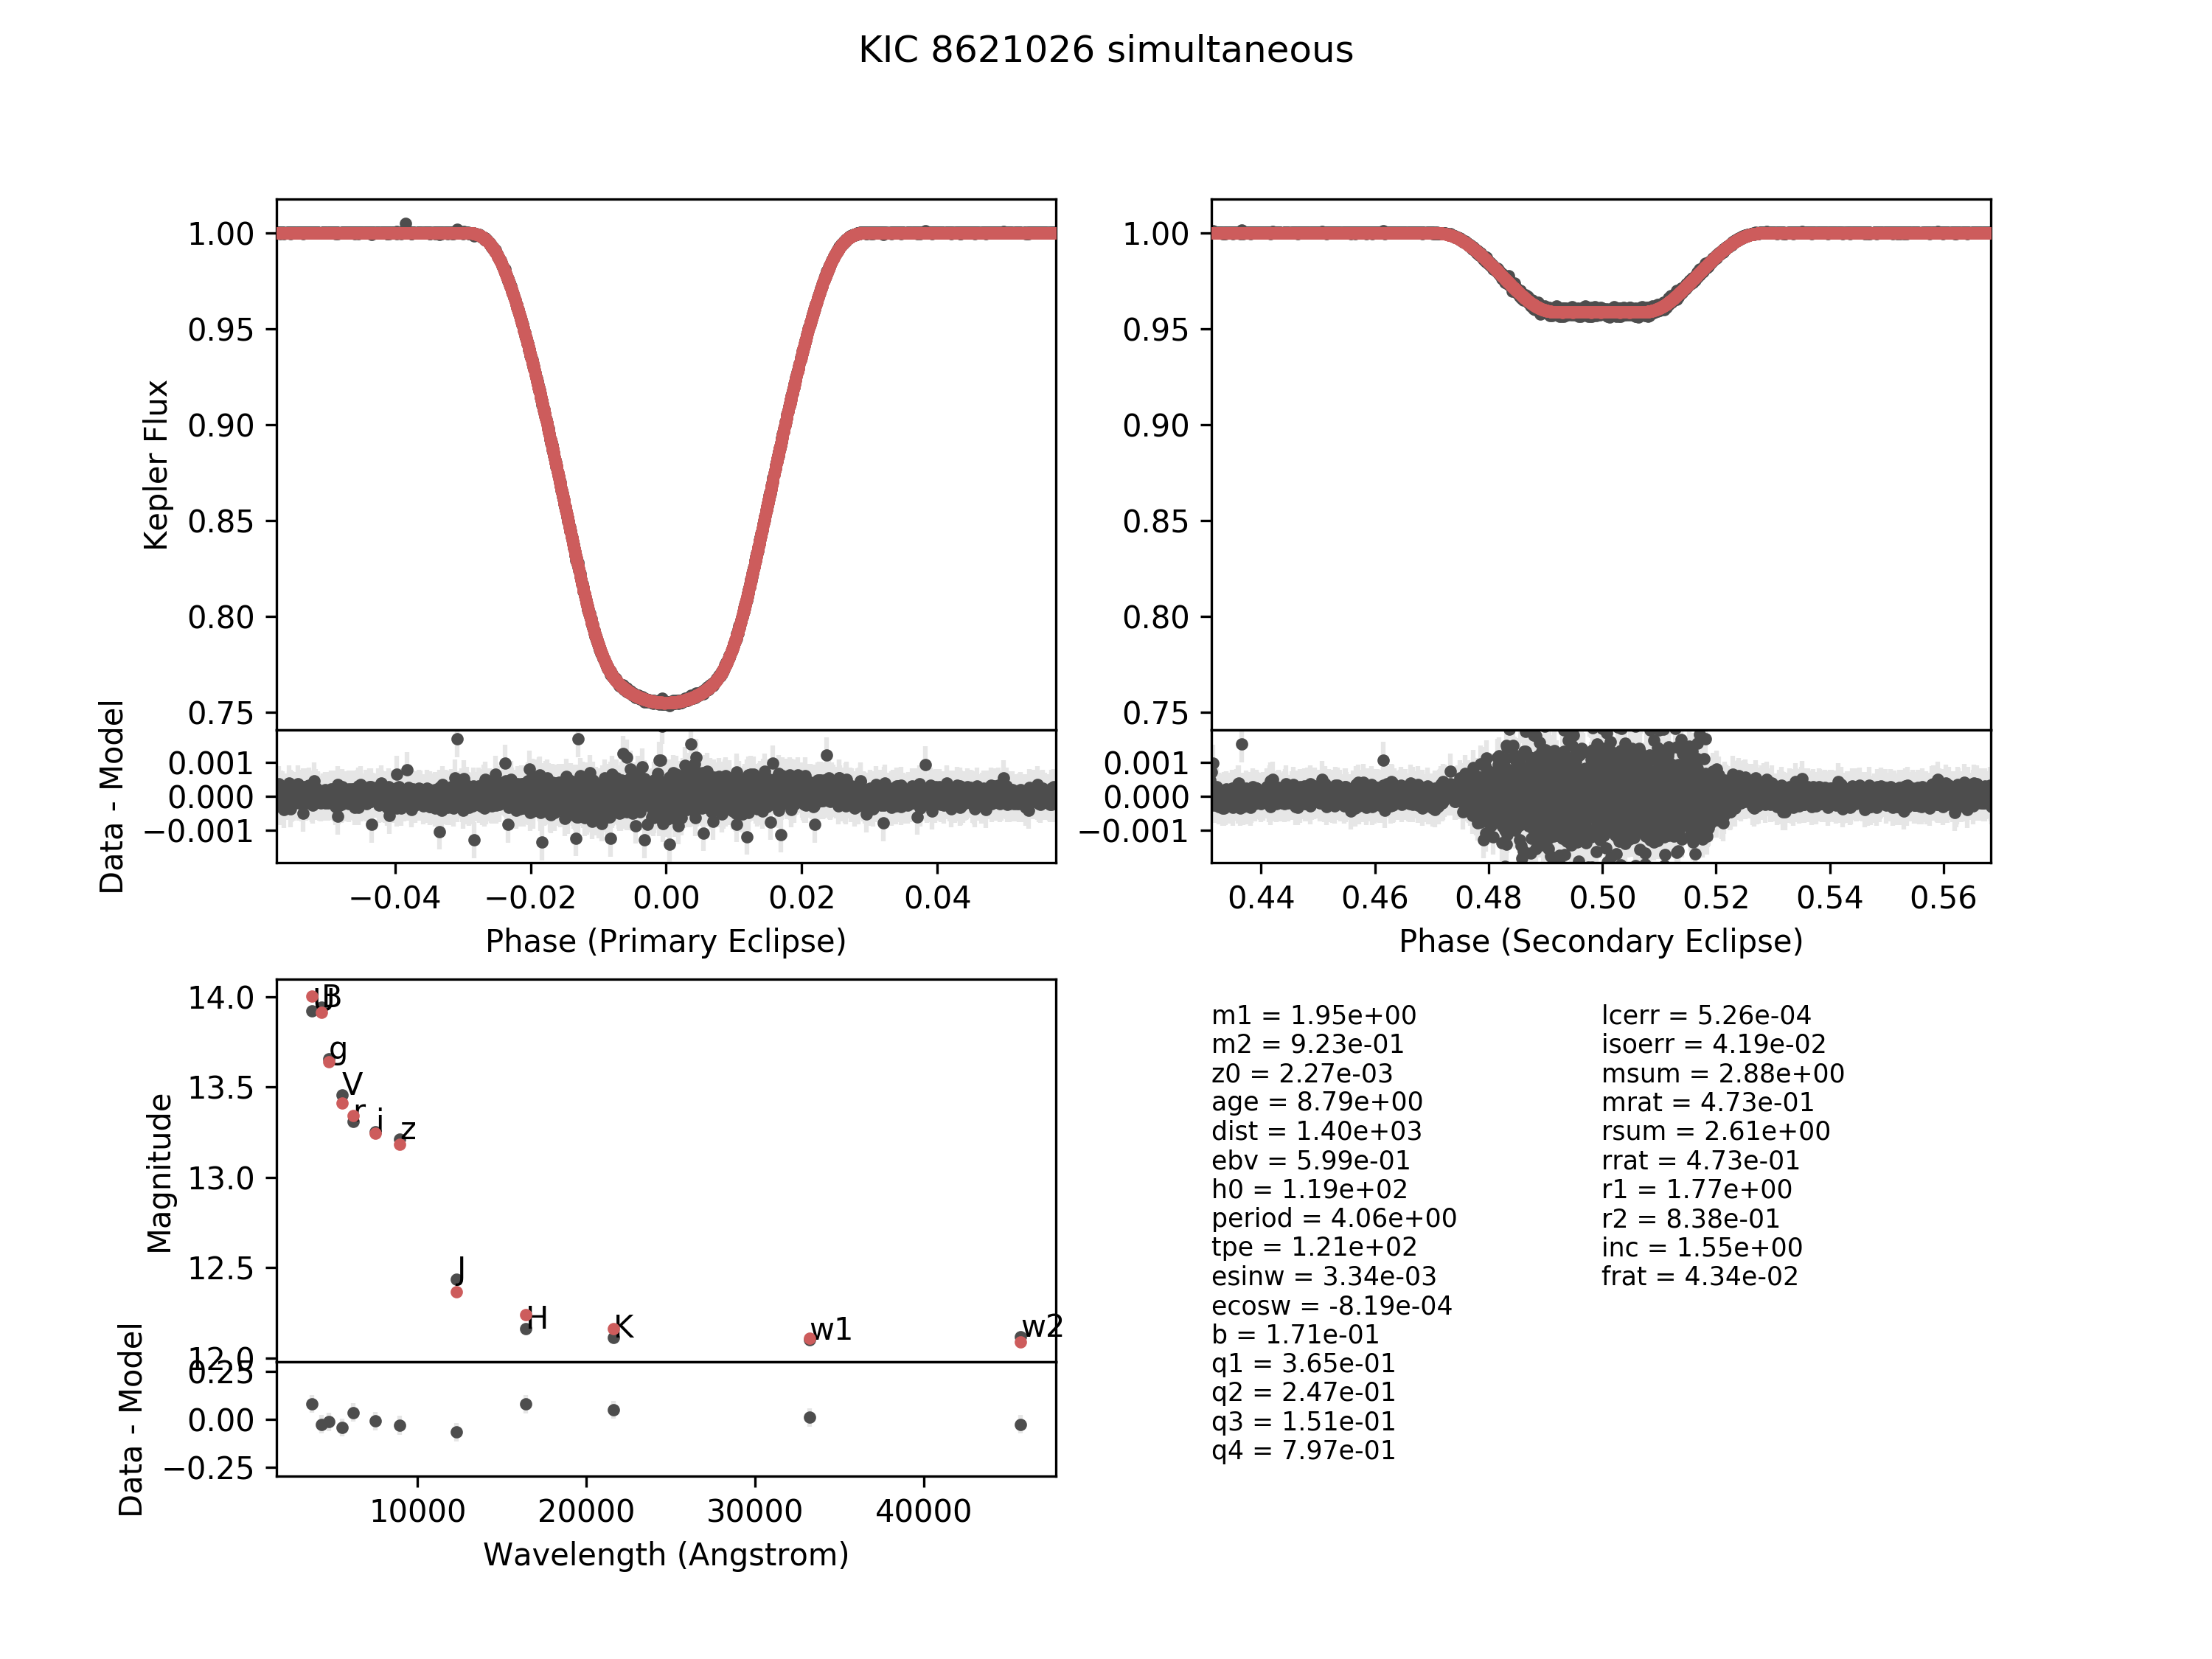 KIC 8621026 simultaneous
Kepler Flux
1.00
0.95
0.90
0.85
0.80
0.75
Data - Model
0.001
0.000
−0.001
−0.04
−0.02
0.00
0.02
0.04
Phase (Primary Eclipse)
1.00
0.95
0.90
0.85
0.80
0.75
0.001
0.000
−0.001
0.44
0.46
0.48
0.50
0.52
0.54
0.56
Phase (Secondary Eclipse)
Magnitude
14.0
13.5
13.0
12.5
12.0
B
g
V
r
i
z
J
H
K
w1
w2
Data - Model
0.25
0.00
−0.25
10000
20000
30000
40000
Wavelength (Angstrom)
m1 = 1.95e+00
m2 = 9.23e-01
z0 = 2.27e-03
age = 8.79e+00
dist = 1.40e+03
ebv = 5.99e-01
h0 = 1.19e+02
period = 4.06e+00
tpe = 1.21e+02
esinw = 3.34e-03
ecosw = -8.19e-04
b = 1.71e-01
q1 = 3.65e-01
q2 = 2.47e-01
q3 = 1.51e-01
q4 = 7.97e-01
lcerr = 5.26e-04
isoerr = 4.19e-02
msum = 2.88e+00
mrat = 4.73e-01
rsum = 2.61e+00
rrat = 4.73e-01
r1 = 1.77e+00
r2 = 8.38e-01
inc = 1.55e+00
frat = 4.34e-02